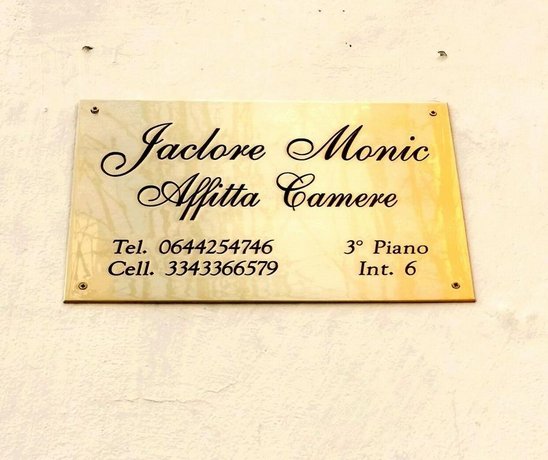 Jaclore Monic
Affitta Camere
Tel. 0644254746 3° Piano
Cell. 3343366579 Int. 6